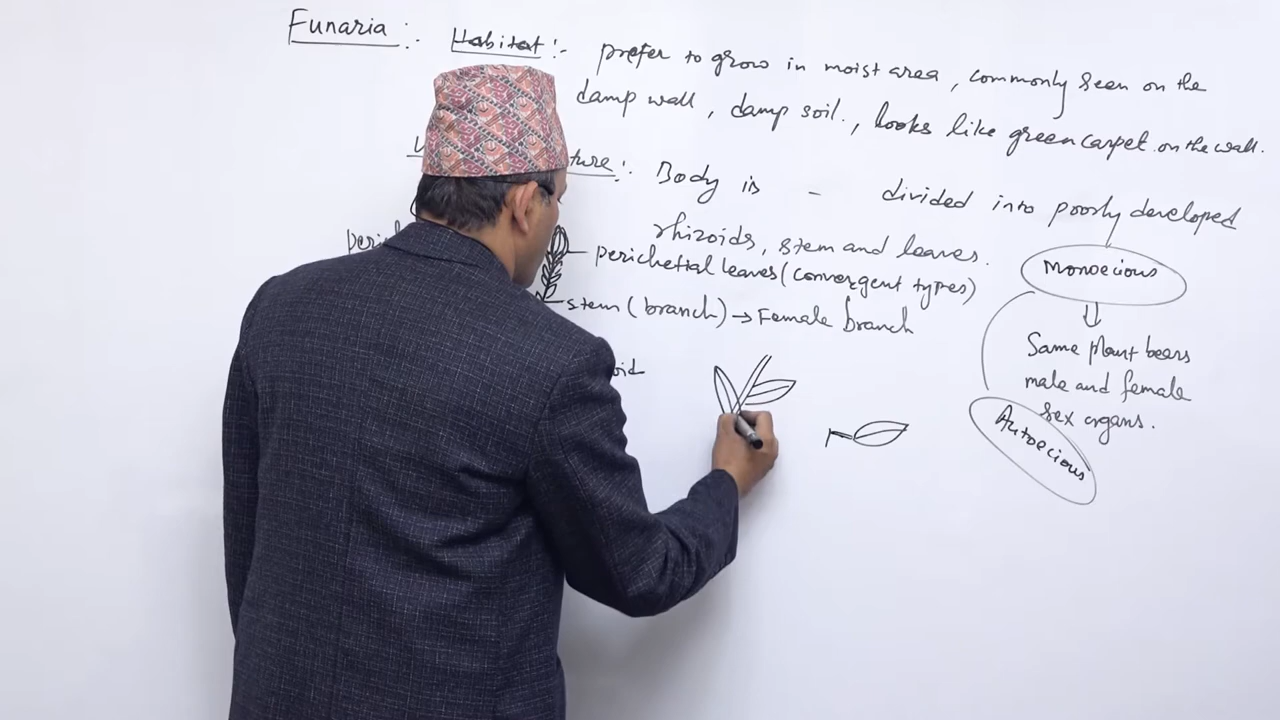 Funaria :- Habitat :- prefer to grow in moist area, commonly seen on the
damp wall, damp soil., looks like green carpet. on the wall.
Body is - divided into poorly developed
rhizoids, stem and leaves.
perichetial leaves (convergent types)
stem (branch) → Female branch
Monoecious
⇓
Same plant bears
male and female
sex organs.
Autoecious